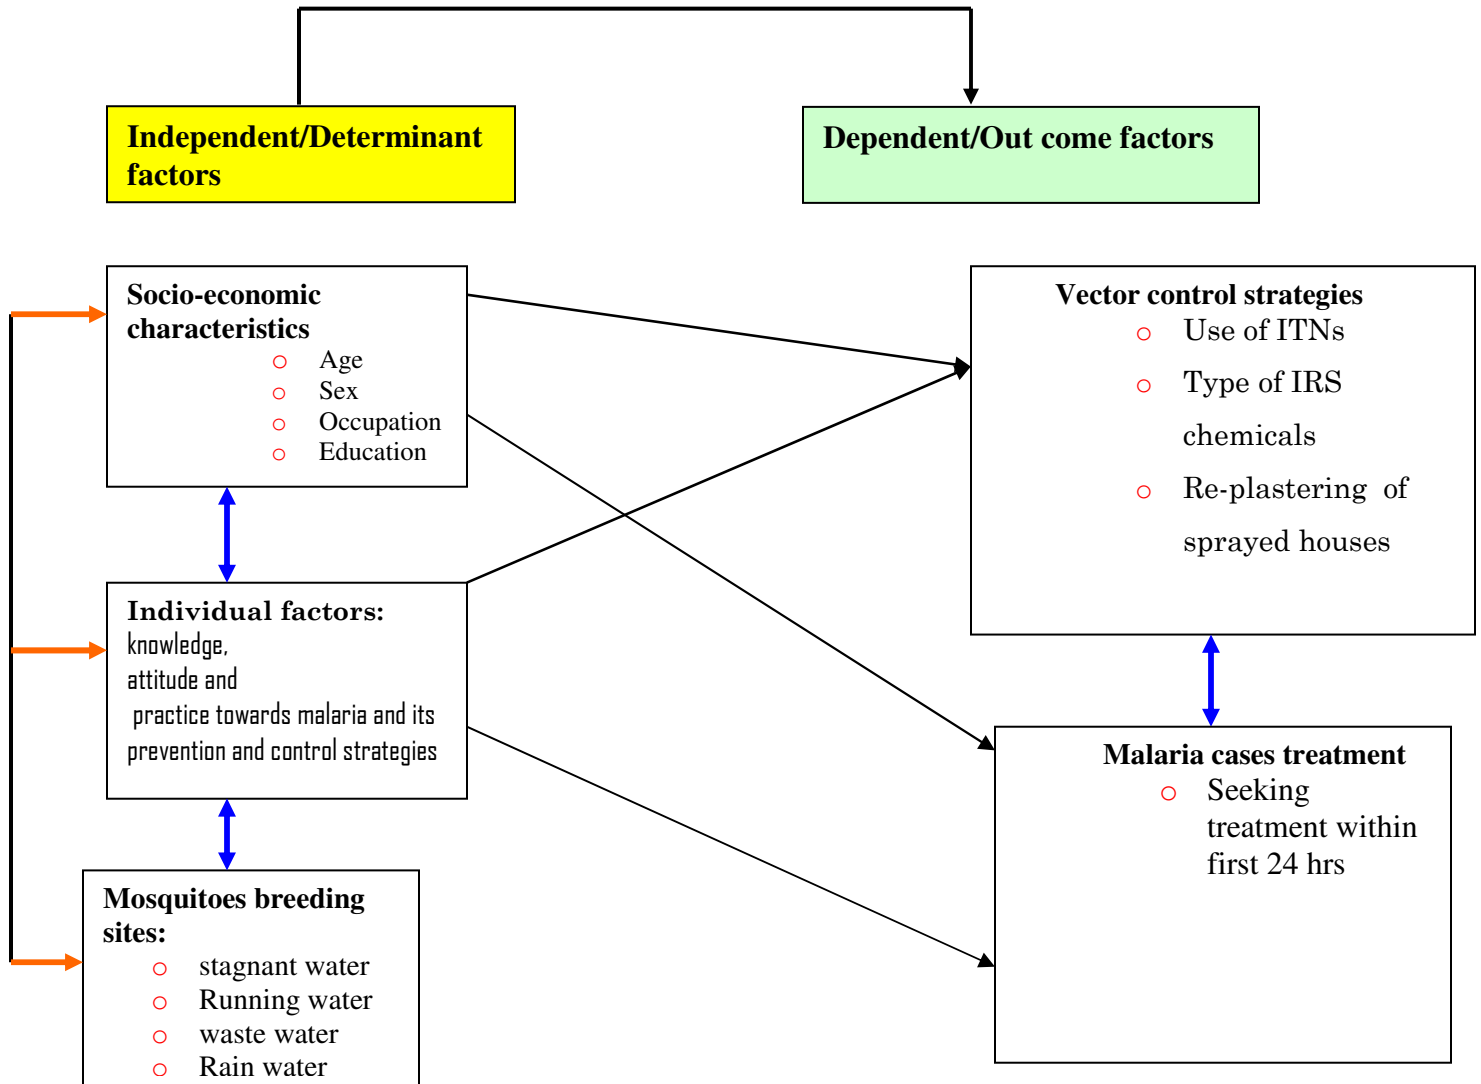 Independent/Determinant
factors
Dependent/Out come factors
Socio-economic
characteristics
Age
Sex
Occupation
Education
Individual factors:
knowledge,
attitude and
practice towards malaria and its
prevention and control strategies
Mosquitoes breeding
sites:
stagnant water
Running water
waste water
Rain water
Vector control strategies
Use of ITNs
Type of IRS
chemicals
Re-plastering of
sprayed houses
Malaria cases treatment
Seeking
treatment within
first 24 hrs